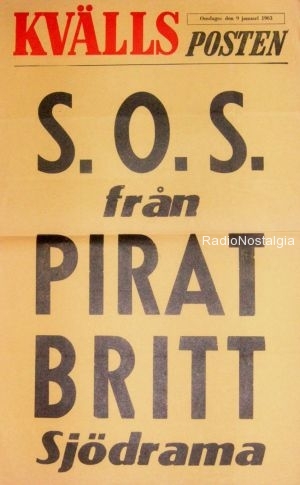 KVÄLLS POSTEN
Onsdagen den 9 januari 1963
S. O. S.
från
RadioNostalgia
PIRAT
BRITT
Sjödrama